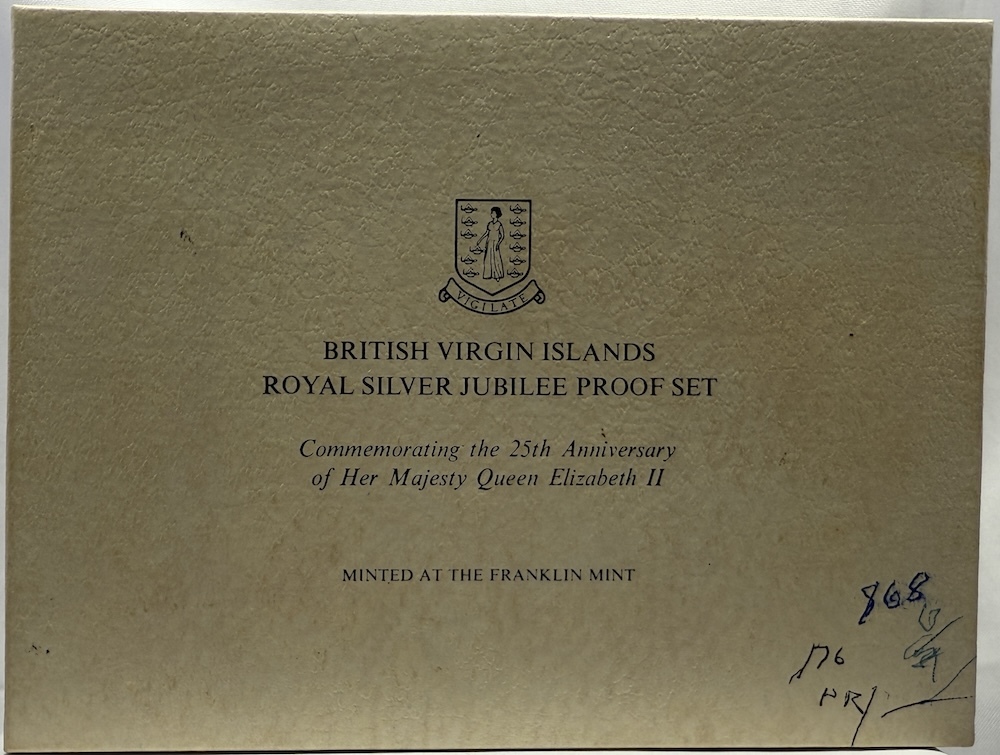 VIGILATE
BRITISH VIRGIN ISLANDS
ROYAL SILVER JUBILEE PROOF SET
Commemorating the 25th Anniversary
of Her Majesty Queen Elizabeth II
MINTED AT THE FRANKLIN MINT
868